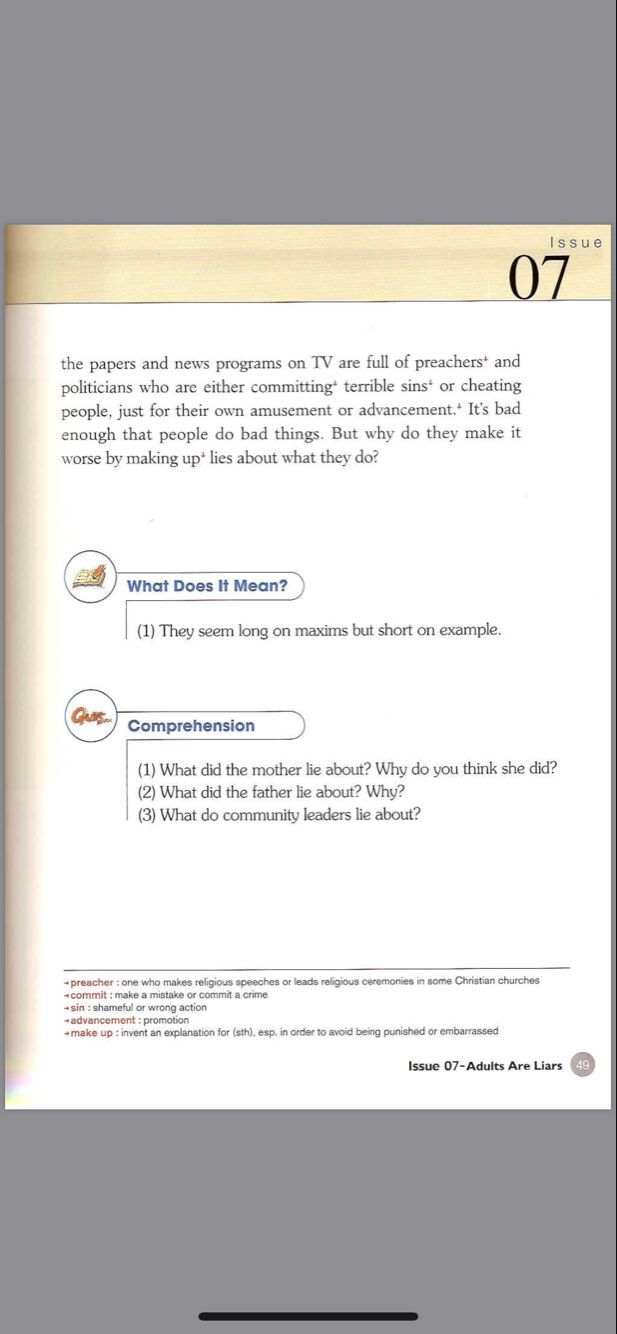 Issue
07
the papers and news programs on TV are full of preachers+ and
politicians who are either committing+ terrible sins+ or cheating
people, just for their own amusement or advancement.+ It's bad
enough that people do bad things. But why do they make it
worse by making up+ lies about what they do?
What Does It Mean?
(1) They seem long on maxims but short on example.
Comprehension
(1) What did the mother lie about? Why do you think she did?
(2) What did the father lie about? Why?
(3) What do community leaders lie about?
preacher : one who makes religious speeches or leads religious ceremonies in some Christian churches
commit : make a mistake or commit a crime
sin : shameful or wrong action
advancement : promotion
make up : invent an explanation for (sth), esp. in order to avoid being punished or embarrassed
Issue 07-Adults Are Liars 49